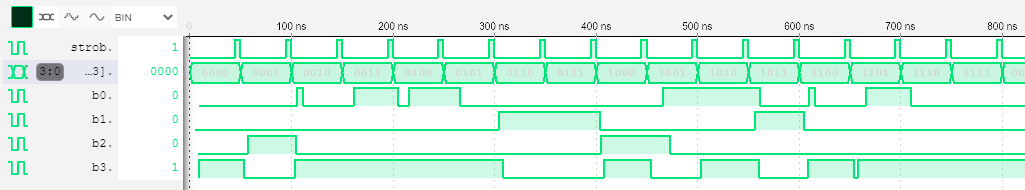 BIN
0 100 ns 200 ns 300 ns 400 ns 500 ns 600 ns 700 ns 800 ns
strob. 1
3:0 …3]. 0000 0000 0001 0010 0011 0100 0101 0110 0111 1000 1001 1010 1011 1100 1101 1110 1111 00
b0. 0
b1. 0
b2. 0
b3. 1